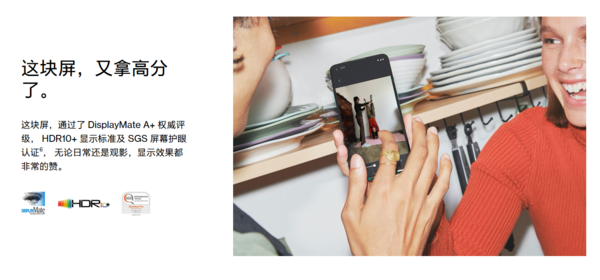 这块屏，又拿高分
了。
这块屏，通过了 DisplayMate A+ 权威评
级， HDR10+ 显示标准及 SGS 屏幕护眼
认证⁶， 无论日常还是观影，显示效果都
非常的赞。
DISPLAYMate HDR10+ SGS